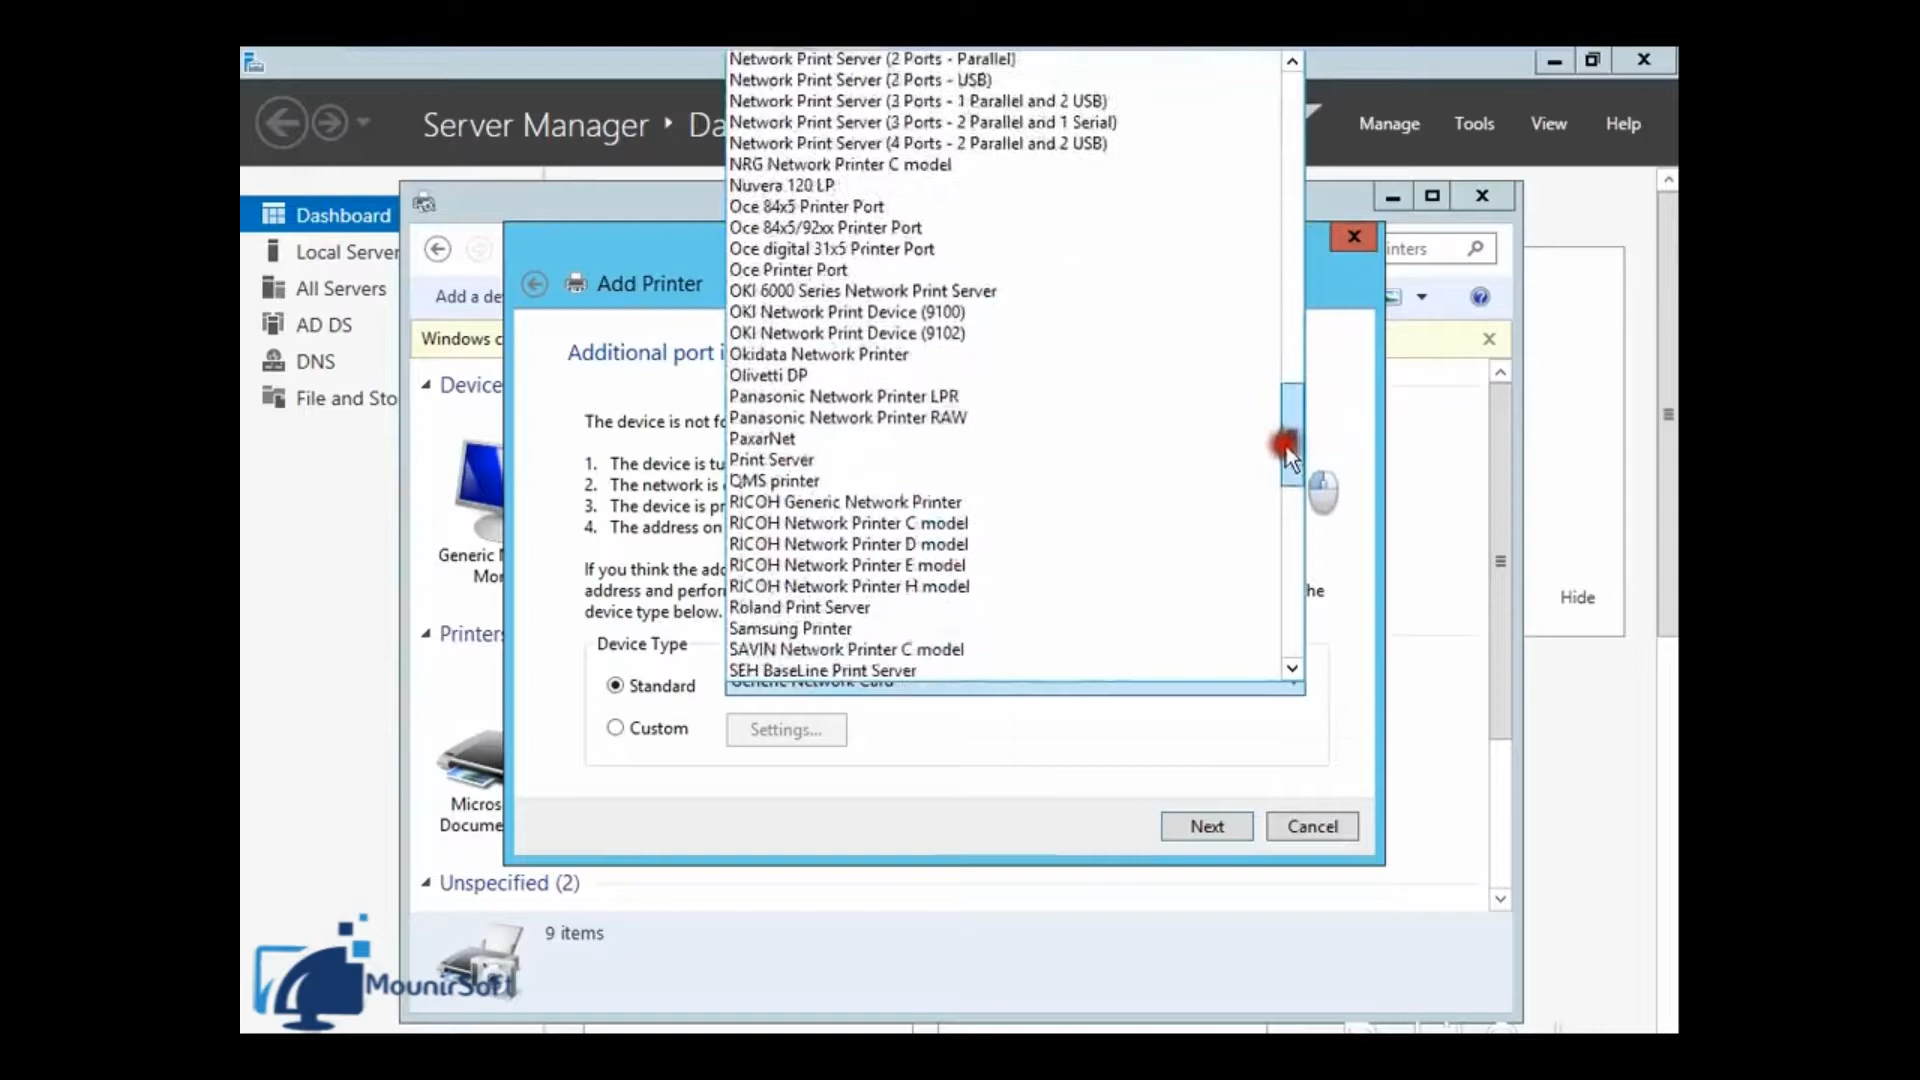 Server Manager
Da
Manage
Tools
View
Help
Dashboard
Local Server
All Servers
AD DS
DNS
File and Sto
Add a de
inters
Windows c
Device
Generic
Mon
Printers
Micros
Docume
Unspecified (2)
9 items
Hide
Add Printer
Additional port i
The device is not fo
1. The device is tu
2. The network is
3. The device is pr
4. The address on
If you think the add
address and perfor
the
device type below.
Device Type
Standard
Custom
Settings...
Next
Cancel
Network Print Server (2 Ports - Parallel)
Network Print Server (2 Ports - USB)
Network Print Server (3 Ports - 1 Parallel and 2 USB)
Network Print Server (3 Ports - 2 Parallel and 1 Serial)
Network Print Server (4 Ports - 2 Parallel and 2 USB)
NRG Network Printer C model
Nuvera 120 LP
Oce 84x5 Printer Port
Oce 84x5/92xx Printer Port
Oce digital 31x5 Printer Port
Oce Printer Port
OKI 6000 Series Network Print Server
OKI Network Print Device (9100)
OKI Network Print Device (9102)
Okidata Network Printer
Olivetti DP
Panasonic Network Printer LPR
Panasonic Network Printer RAW
PaxarNet
Print Server
QMS printer
RICOH Generic Network Printer
RICOH Network Printer C model
RICOH Network Printer D model
RICOH Network Printer E model
RICOH Network Printer H model
Roland Print Server
Samsung Printer
SAVIN Network Printer C model
SEH BaseLine Print Server
Generic Network Card
MounirSoft